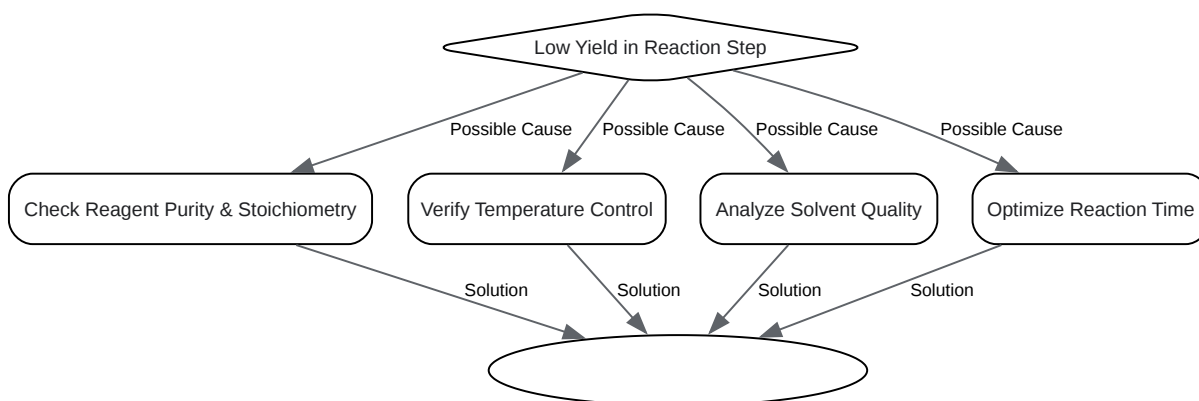 Low Yield in Reaction Step
Possible Cause
Possible Cause
Possible Cause
Possible Cause
Check Reagent Purity & Stoichiometry
Verify Temperature Control
Analyze Solvent Quality
Optimize Reaction Time
Solution
Solution
Solution
Solution